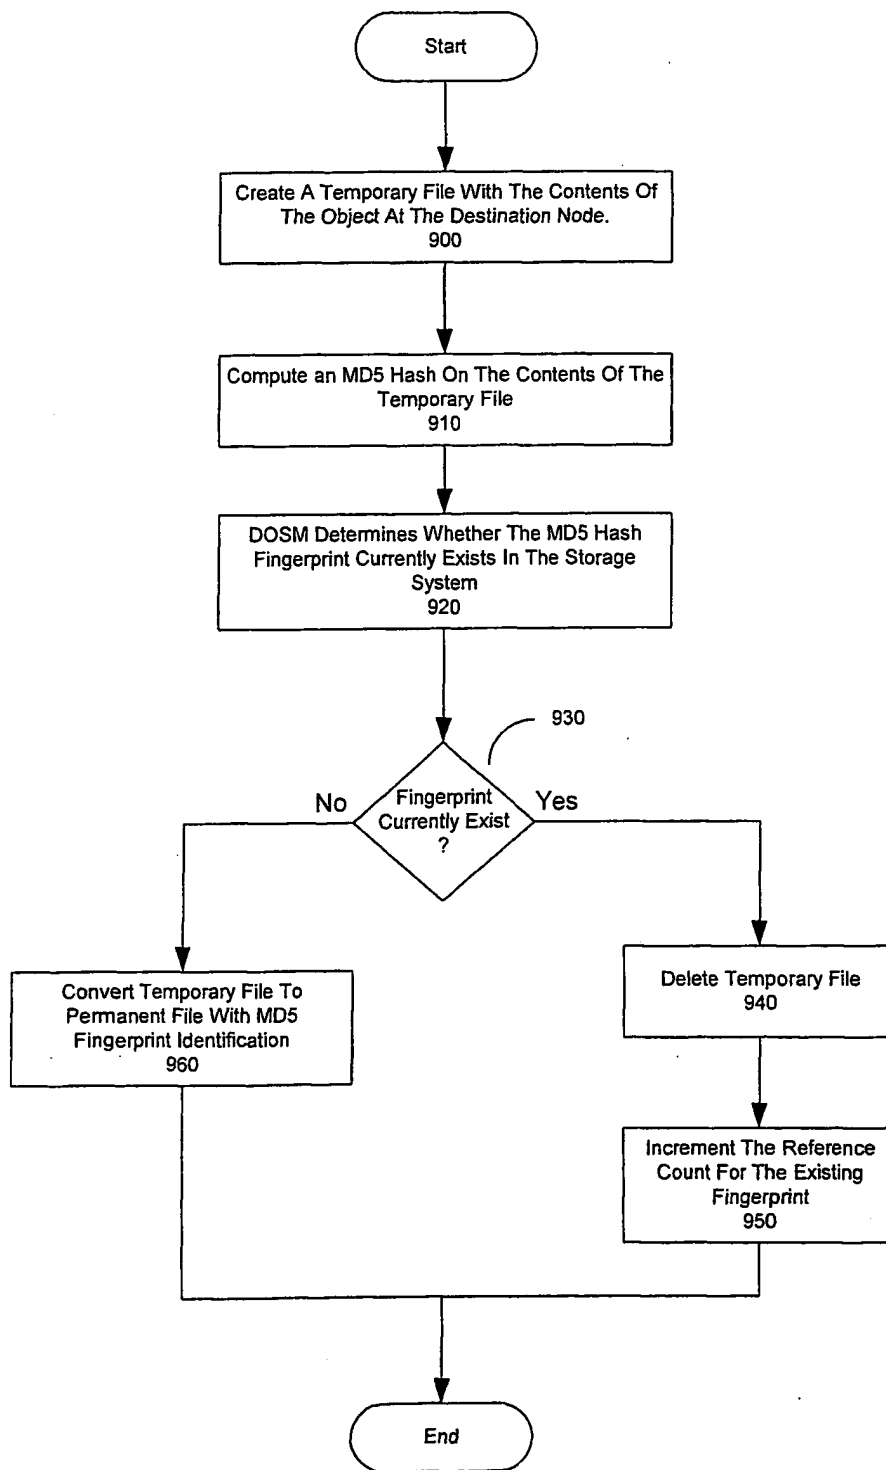 Start
Create A Temporary File With The Contents Of
The Object At The Destination Node.
900
Compute an MD5 Hash On The Contents Of The
Temporary File
910
DOSM Determines Whether The MD5 Hash
Fingerprint Currently Exists In The Storage
System
920
930
No
Fingerprint
Currently Exist
?
Yes
Convert Temporary File To
Permanent File With MD5
Fingerprint Identification
960
Delete Temporary File
940
Increment The Reference
Count For The Existing
Fingerprint
950
End